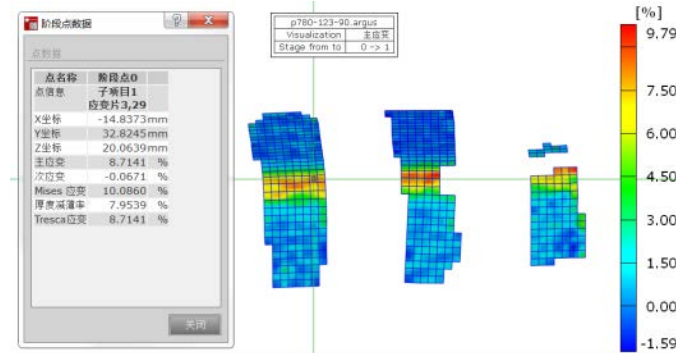 阶段点数据
点数据
点名称 阶段点0
点信息 子项目1
应变片3,29
X坐标 -14.8373 mm
Y坐标 32.8245 mm
Z坐标 20.0639 mm
主应变 8.7141 %
次应变 -0.0671 %
Mises 应变 10.0860 %
厚度减薄率 7.9539 %
Tresca应变 8.7141 %
关闭
p780-123-90.argus
Visualization 主应变
Stage from to 0 -> 1
[%]
9.79
7.50
6.00
4.50
3.00
1.50
0.00
-1.59